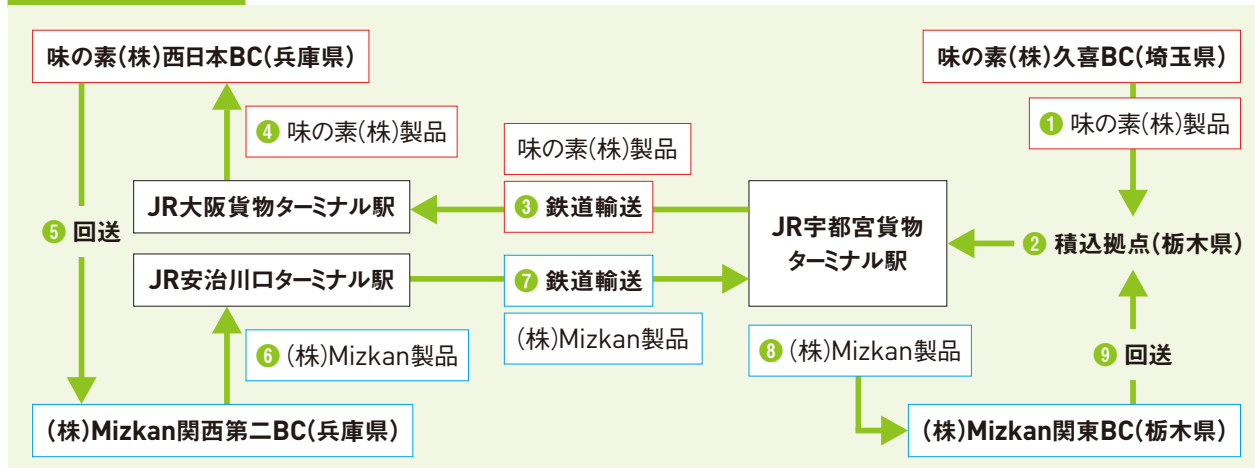 味の素(株)西日本BC(兵庫県)
味の素(株)久喜BC(埼玉県)
❹ 味の素(株)製品
味の素(株)製品
❶ 味の素(株)製品
JR大阪貨物ターミナル駅
❸ 鉄道輸送
JR宇都宮貨物
ターミナル駅
❺ 回送
❷ 積込拠点(栃木県)
JR安治川口ターミナル駅
❼ 鉄道輸送
❻ (株)Mizkan製品
(株)Mizkan製品
❽ (株)Mizkan製品
❾ 回送
(株)Mizkan関西第二BC(兵庫県)
(株)Mizkan関東BC(栃木県)